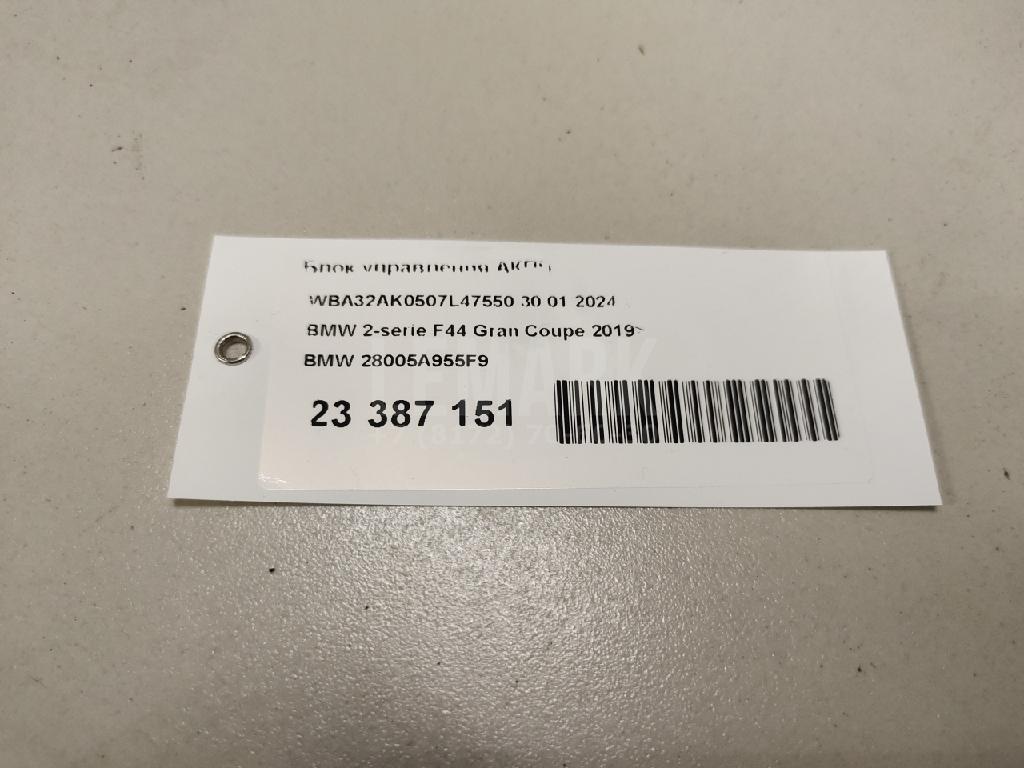 Блок управления АКПП
WBA32AK0507L47550 30 01 2024
BMW 2-serie F44 Gran Coupe 2019>
BMW 28005A955F9
23 387 151
LEMARK